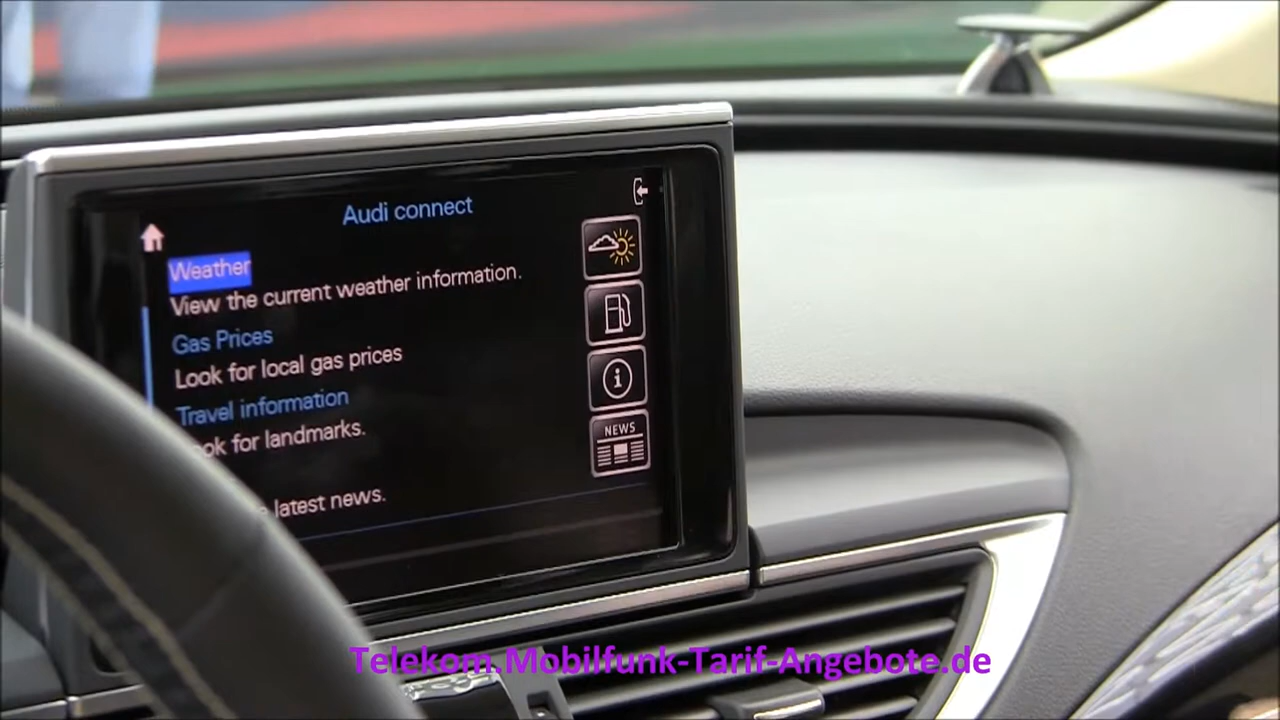 Audi connect
Weather
View the current weather information.
Gas Prices
Look for local gas prices
Travel information
for landmarks.
latest news.
NEWS
Telekom.Mobilfunk-Tarif-Angebote.de